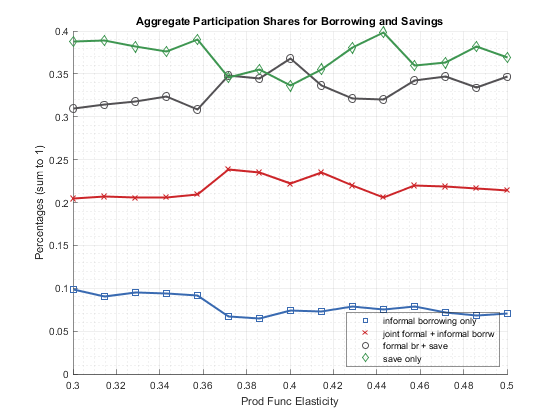 Aggregate Participation Shares for Borrowing and Savings
0.4
0.35
0.3
0.25
0.2
0.15
0.1
0.05
0
Percentages (sum to 1)
informal borrowing only
joint formal + informal borrw
formal br + save
save only
0.3 0.32 0.34 0.36 0.38 0.4 0.42 0.44 0.46 0.48 0.5
Prod Func Elasticity